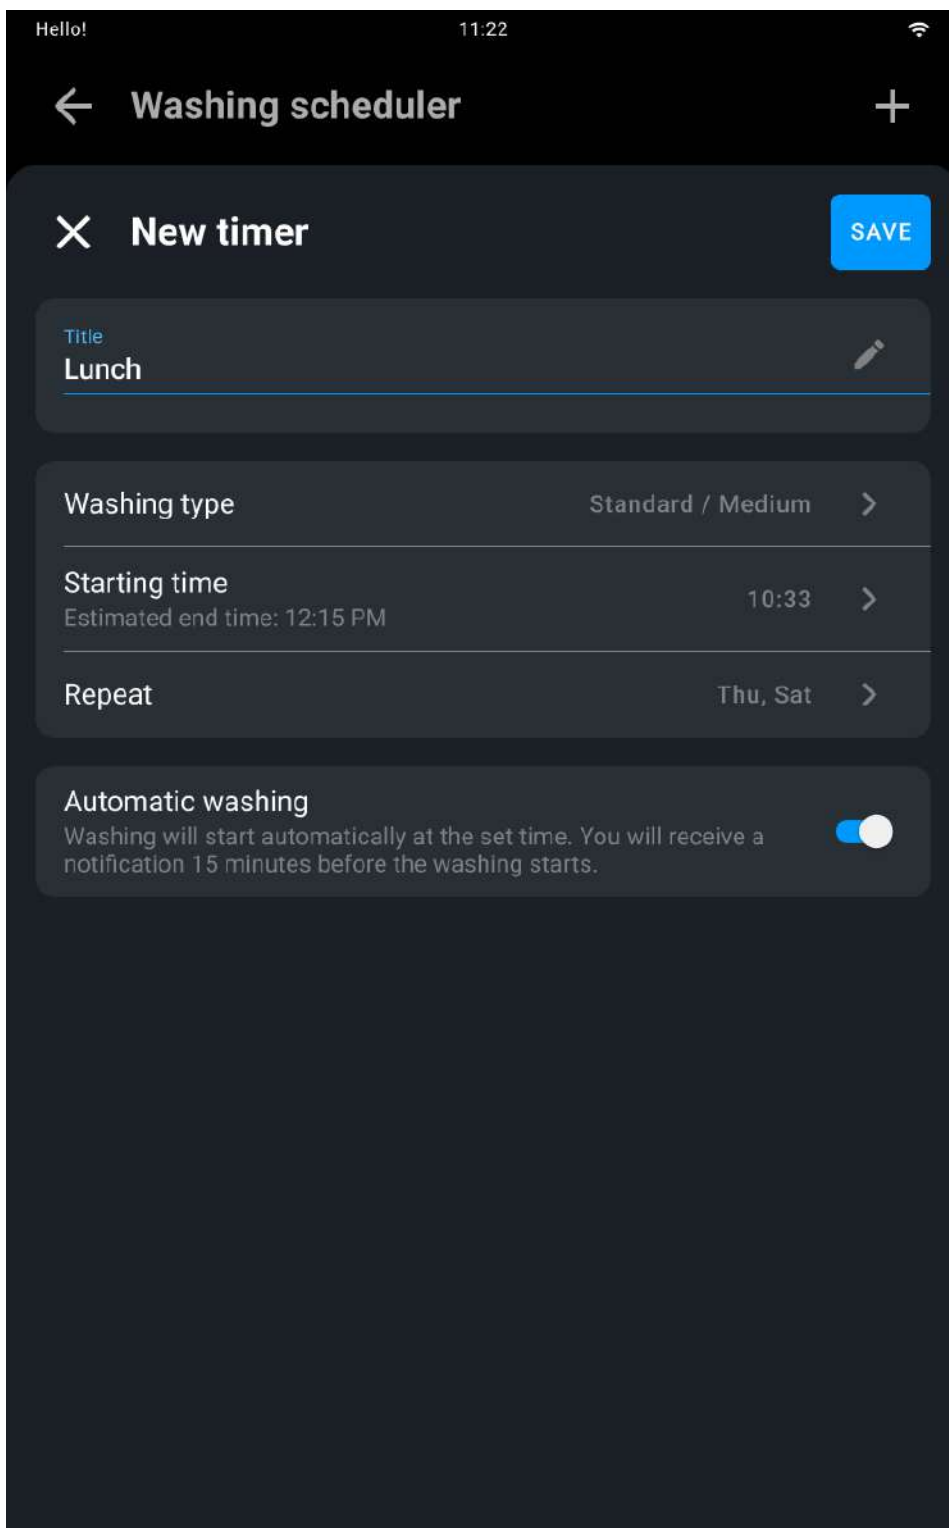 Hello! 11:22
Washing scheduler
New timer SAVE
Title
Lunch
Washing type Standard / Medium
Starting time
Estimated end time: 12:15 PM 10:33
Repeat Thu, Sat
Automatic washing
Washing will start automatically at the set time. You will receive a
notification 15 minutes before the washing starts.